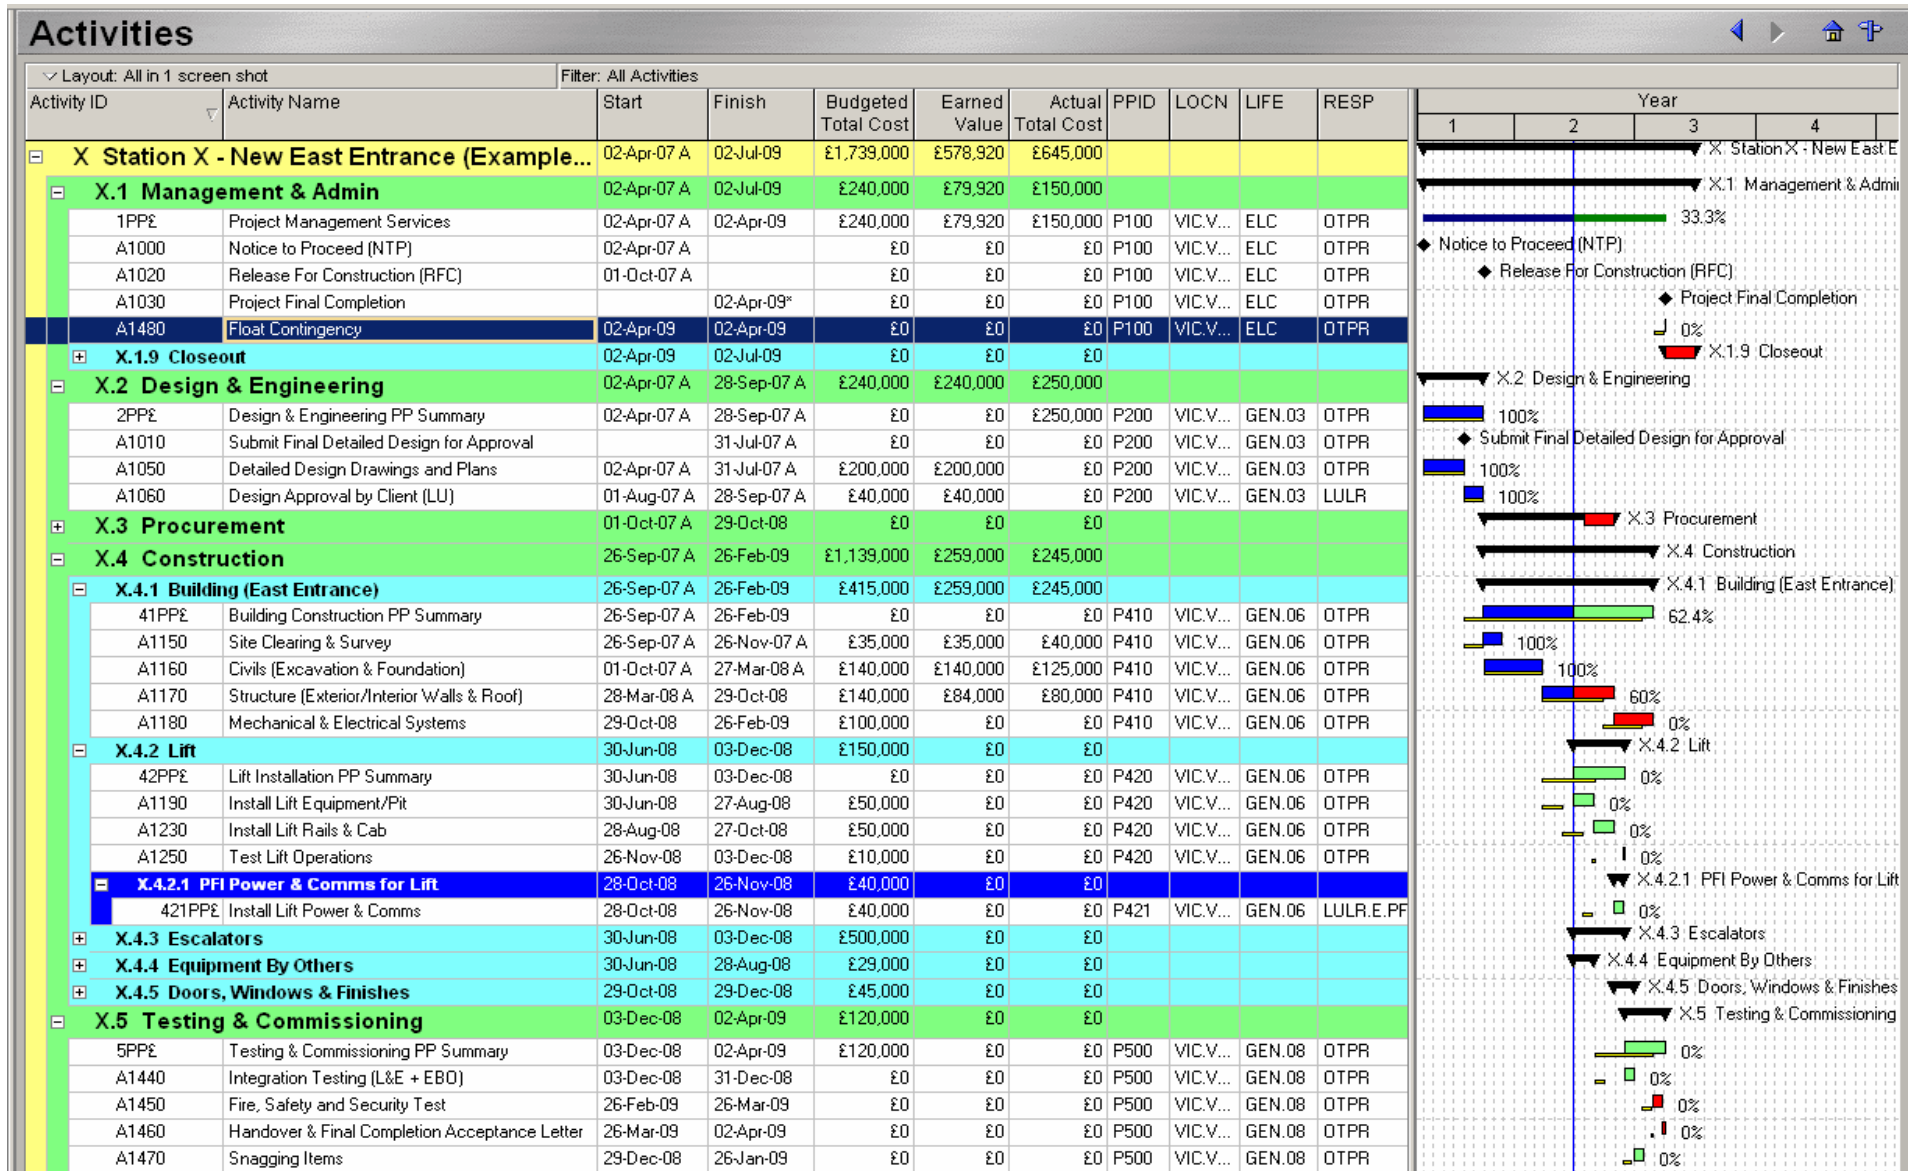 Activities
Layout: All in 1 screen shot Filter: All Activities
Activity ID Activity Name Start Finish Budgeted Total Cost Earned Value Actual Total Cost PPID LOCN LIFE RESP Year
1 2 3 4
X Station X - New East Entrance (Example... 02-Apr-07 A 02-Jul-09 £1,739,000 £578,920 £645,000 X Station X - New East E
X.1 Management & Admin 02-Apr-07 A 02-Jul-09 £240,000 £79,920 £150,000 X.1 Management & Admi
1PP£ Project Management Services 02-Apr-07 A 02-Apr-09 £240,000 £79,920 £150,000 P100 VIC.V... ELC OTPR 33.3%
A1000 Notice to Proceed (NTP) 02-Apr-07 A £0 £0 £0 P100 VIC.V... ELC OTPR Notice to Proceed (NTP)
A1020 Release For Construction (RFC) 01-Oct-07 A £0 £0 £0 P100 VIC.V... ELC OTPR Release For Construction (RFC)
A1030 Project Final Completion 02-Apr-09* £0 £0 £0 P100 VIC.V... ELC OTPR Project Final Completion
A1480 Float Contingency 02-Apr-09 02-Apr-09 £0 £0 £0 P100 VIC.V... ELC OTPR 0%
X.1.9 Closeout 02-Apr-09 02-Jul-09 £0 £0 £0 X.1.9 Closeout
X.2 Design & Engineering 02-Apr-07 A 28-Sep-07 A £240,000 £240,000 £250,000 X.2 Design & Engineering
2PP£ Design & Engineering PP Summary 02-Apr-07 A 28-Sep-07 A £0 £0 £250,000 P200 VIC.V... GEN.03 OTPR 100%
A1010 Submit Final Detailed Design for Approval 31-Jul-07 A £0 £0 £0 P200 VIC.V... GEN.03 OTPR Submit Final Detailed Design for Approval
A1050 Detailed Design Drawings and Plans 02-Apr-07 A 31-Jul-07 A £200,000 £200,000 £0 P200 VIC.V... GEN.03 OTPR 100%
A1060 Design Approval by Client (LU) 01-Aug-07 A 28-Sep-07 A £40,000 £40,000 £0 P200 VIC.V... GEN.03 LULR 100%
X.3 Procurement 01-Oct-07 A 29-Oct-08 £0 £0 £0 X.3 Procurement
X.4 Construction 26-Sep-07 A 26-Feb-09 £1,139,000 £259,000 £245,000 X.4 Construction
X.4.1 Building (East Entrance) 26-Sep-07 A 26-Feb-09 £415,000 £259,000 £245,000 X.4.1 Building (East Entrance)
41PP£ Building Construction PP Summary 26-Sep-07 A 26-Feb-09 £0 £0 £0 P410 VIC.V... GEN.06 OTPR 62.4%
A1150 Site Clearing & Survey 26-Sep-07 A 26-Nov-07 A £35,000 £35,000 £40,000 P410 VIC.V... GEN.06 OTPR 100%
A1160 Civils (Excavation & Foundation) 01-Oct-07 A 27-Mar-08 A £140,000 £140,000 £125,000 P410 VIC.V... GEN.06 OTPR 100%
A1170 Structure (Exterior/Interior Walls & Roof) 28-Mar-08 A 29-Oct-08 £140,000 £84,000 £80,000 P410 VIC.V... GEN.06 OTPR 60%
A1180 Mechanical & Electrical Systems 29-Oct-08 26-Feb-09 £100,000 £0 £0 P410 VIC.V... GEN.06 OTPR 0%
X.4.2 Lift 30-Jun-08 03-Dec-08 £150,000 £0 £0 X.4.2 Lift
42PP£ Lift Installation PP Summary 30-Jun-08 03-Dec-08 £0 £0 £0 P420 VIC.V... GEN.06 OTPR 0%
A1190 Install Lift Equipment/Pit 30-Jun-08 27-Aug-08 £50,000 £0 £0 P420 VIC.V... GEN.06 OTPR 0%
A1230 Install Lift Rails & Cab 28-Aug-08 27-Oct-08 £50,000 £0 £0 P420 VIC.V... GEN.06 OTPR 0%
A1250 Test Lift Operations 26-Nov-08 03-Dec-08 £10,000 £0 £0 P420 VIC.V... GEN.06 OTPR 0%
X.4.2.1 PFI Power & Comms for Lift 28-Oct-08 26-Nov-08 £40,000 £0 £0 X.4.2.1 PFI Power & Comms for Lift
421PP£ Install Lift Power & Comms 28-Oct-08 26-Nov-08 £40,000 £0 £0 P421 VIC.V... GEN.06 LULR.E.PF 0%
X.4.3 Escalators 30-Jun-08 03-Dec-08 £500,000 £0 £0 X.4.3 Escalators
X.4.4 Equipment By Others 30-Jun-08 28-Aug-08 £29,000 £0 £0 X.4.4 Equipment By Others
X.4.5 Doors, Windows & Finishes 29-Oct-08 29-Dec-08 £45,000 £0 £0 X.4.5 Doors, Windows & Finishes
X.5 Testing & Commissioning 03-Dec-08 02-Apr-09 £120,000 £0 £0 X.5 Testing & Commissioning
5PP£ Testing & Commissioning PP Summary 03-Dec-08 02-Apr-09 £120,000 £0 £0 P500 VIC.V... GEN.08 OTPR 0%
A1440 Integration Testing (L&E + EBO) 03-Dec-08 31-Dec-08 £0 £0 £0 P500 VIC.V... GEN.08 OTPR 0%
A1450 Fire, Safety and Security Test 26-Feb-09 26-Mar-09 £0 £0 £0 P500 VIC.V... GEN.08 OTPR 0%
A1460 Handover & Final Completion Acceptance Letter 26-Mar-09 02-Apr-09 £0 £0 £0 P500 VIC.V... GEN.08 OTPR 0%
A1470 Snagging Items 29-Dec-08 26-Jan-09 £0 £0 £0 P500 VIC.V... GEN.08 OTPR 0%